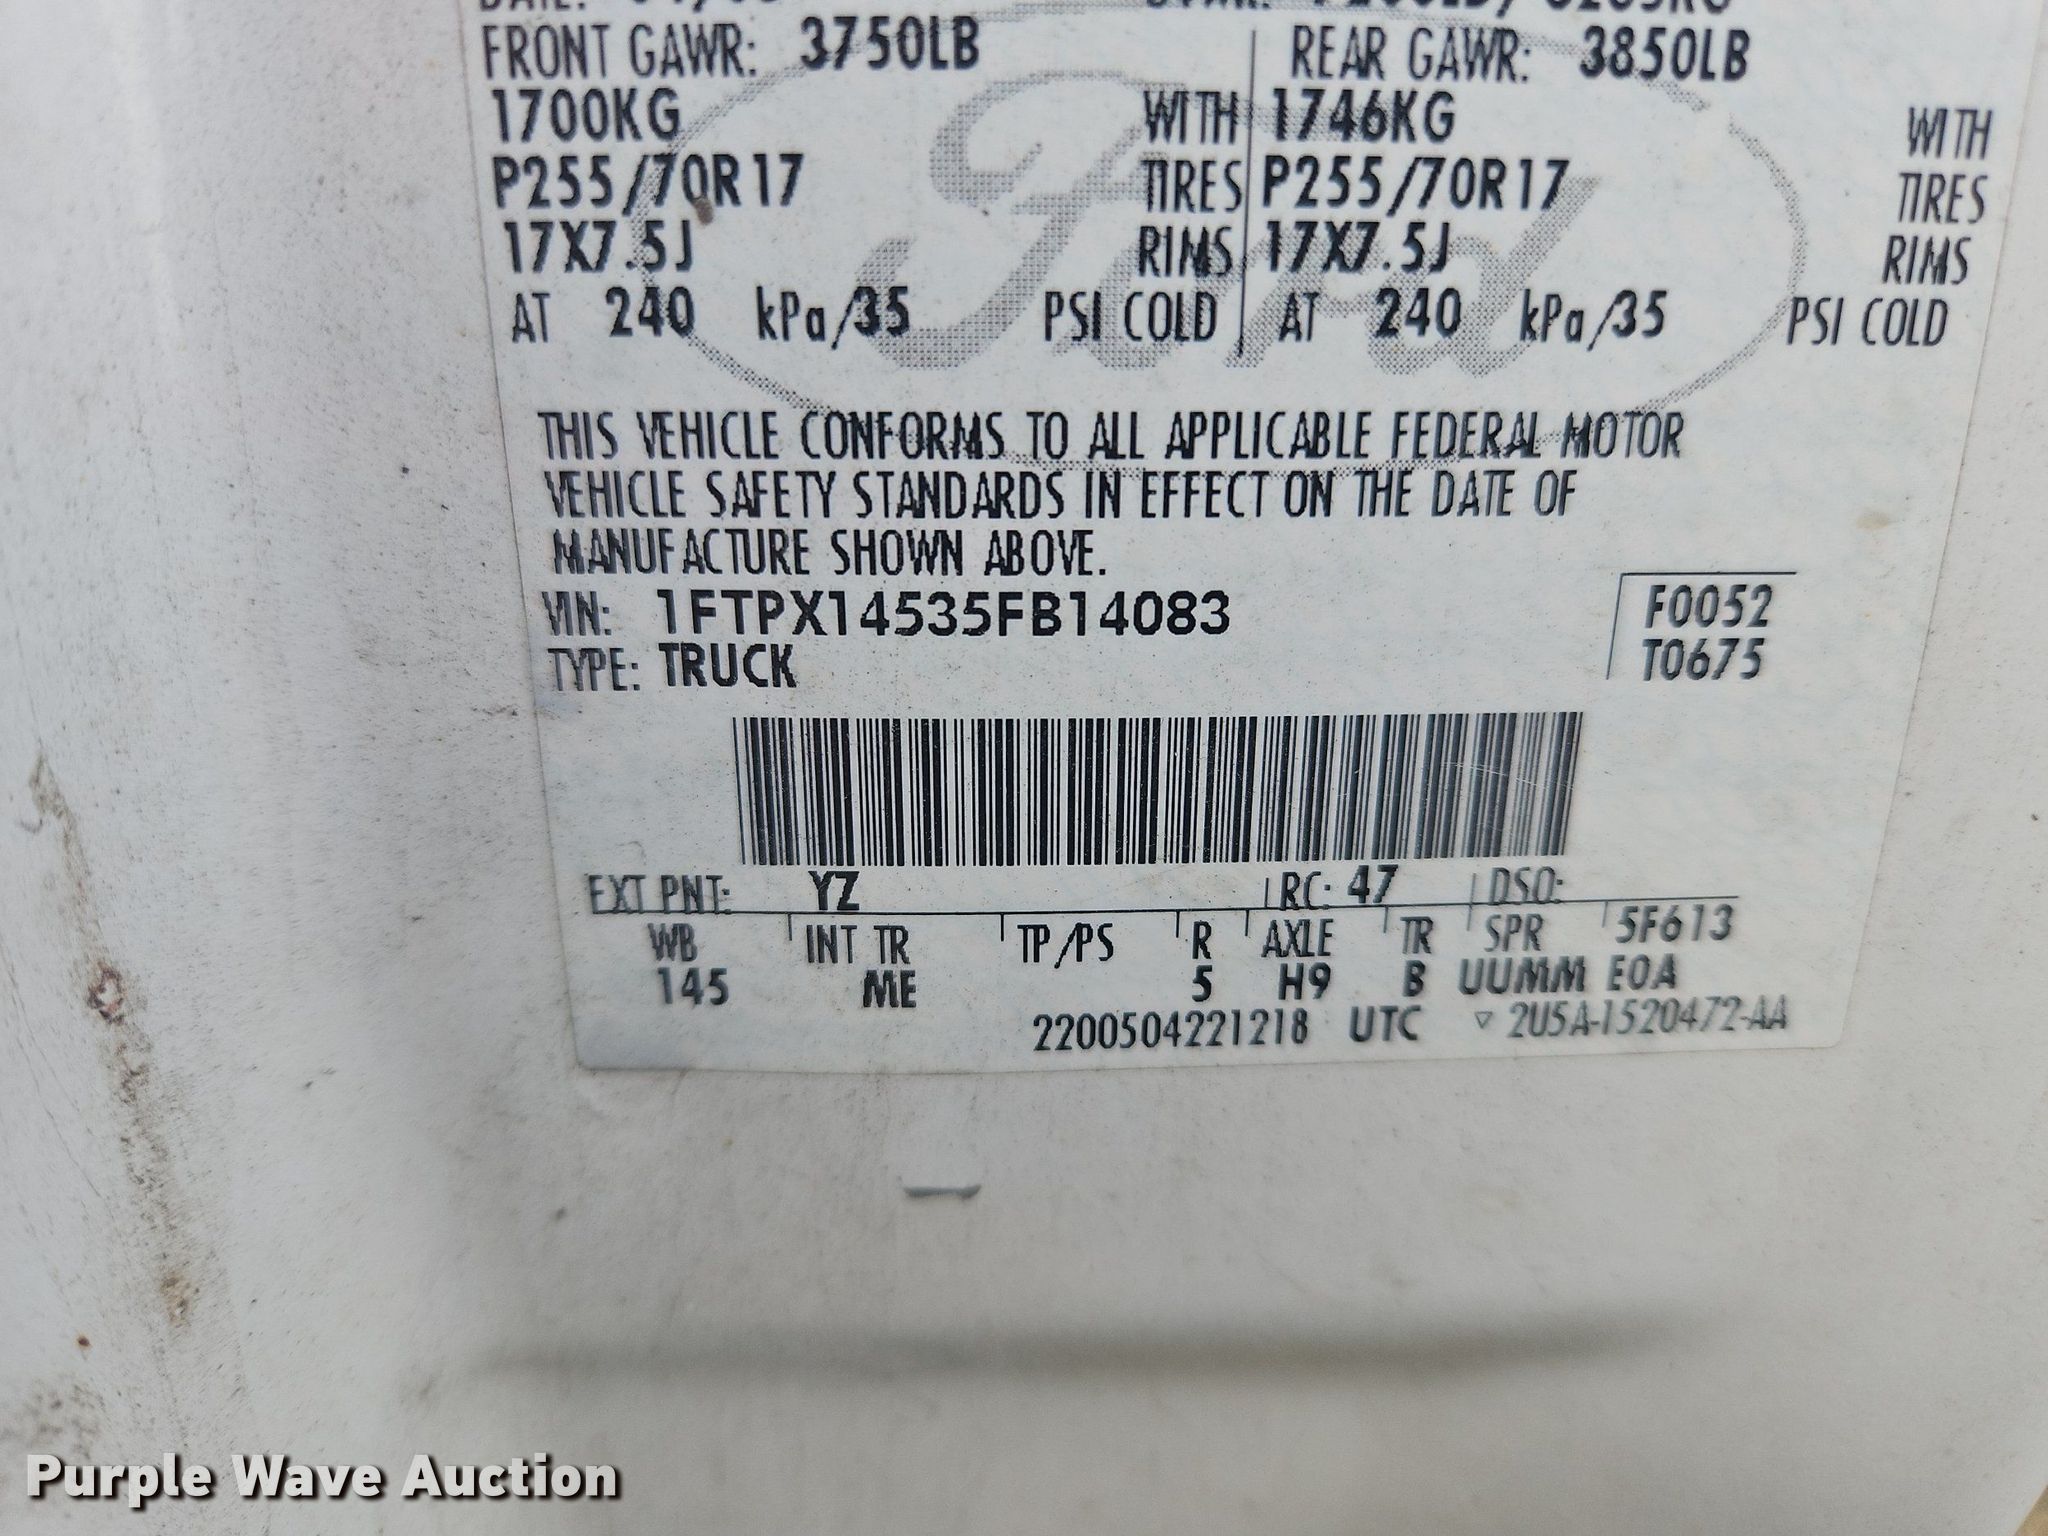 FRONT GAWR: 3750LB REAR GAWR: 3850LB
1700KG WITH 1746KG WITH
P255/70R17 TIRES P255/70R17 TIRES
17X7.5J RIMS 17X7.5J RIMS
AT 240 kPa/35 PSI COLD AT 240 kPa/35 PSI COLD
Ford
THIS VEHICLE CONFORMS TO ALL APPLICABLE FEDERAL MOTOR
VEHICLE SAFETY STANDARDS IN EFFECT ON THE DATE OF
MANUFACTURE SHOWN ABOVE.
VIN: 1FTPX14535FB14083 F0052
TYPE: TRUCK T0675
EXT PNT: YZ RC: 47 DSO:
WB INT TR TP/PS R AXLE TR SPR 5F613
145 ME 5 H9 B UUMM E0A
2200504221218 UTC ▽ 2U5A-1520472-AA
Purple Wave Auction